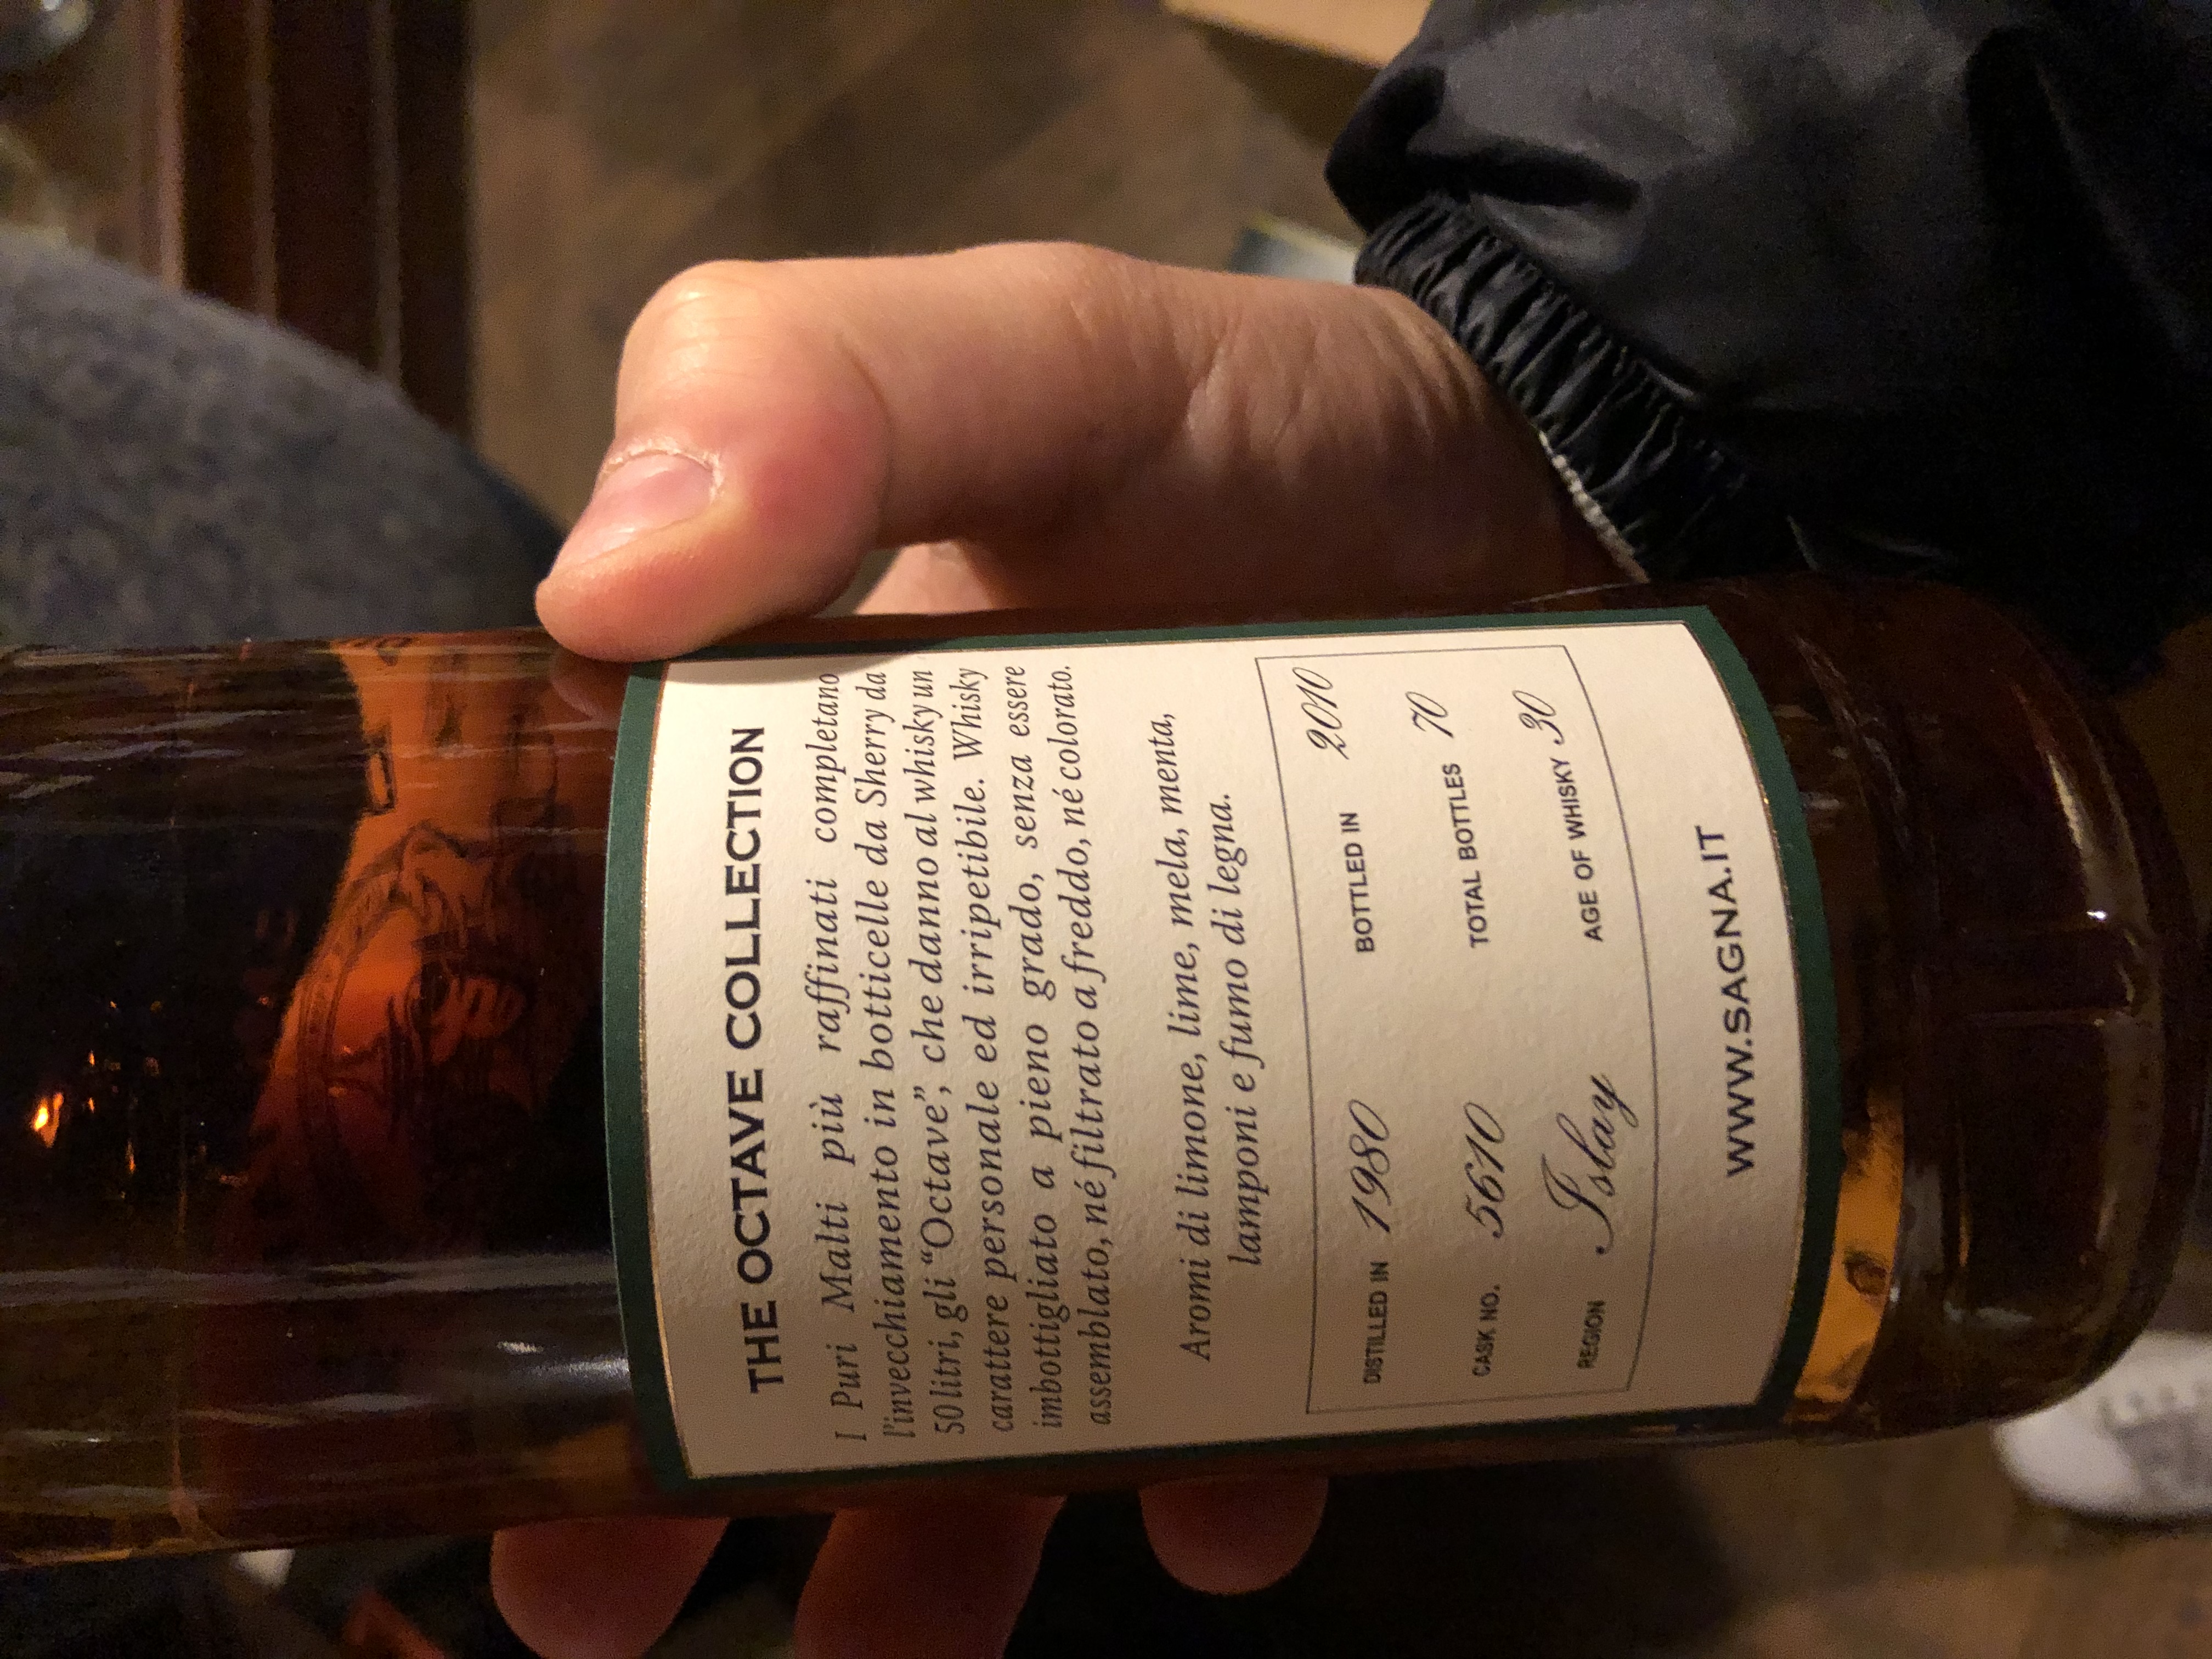 THE OCTAVE COLLECTION
I Puri Malti più raffinati completano
l'invecchiamento in botticelle da Sherry da
50 litri, gli “Octave”, che danno al whisky un
carattere personale ed irripetibile. Whisky
imbottigliato a pieno grado, senza essere
assemblato, né filtrato a freddo, né colorato.
Aromi di limone, lime, mela, menta,
lamponi e fumo di legna.
DISTILLED IN 1980 BOTTLED IN 2010
CASK NO. 5610 TOTAL BOTTLES 70
REGION Islay AGE OF WHISKY 30
WWW.SAGNA.IT